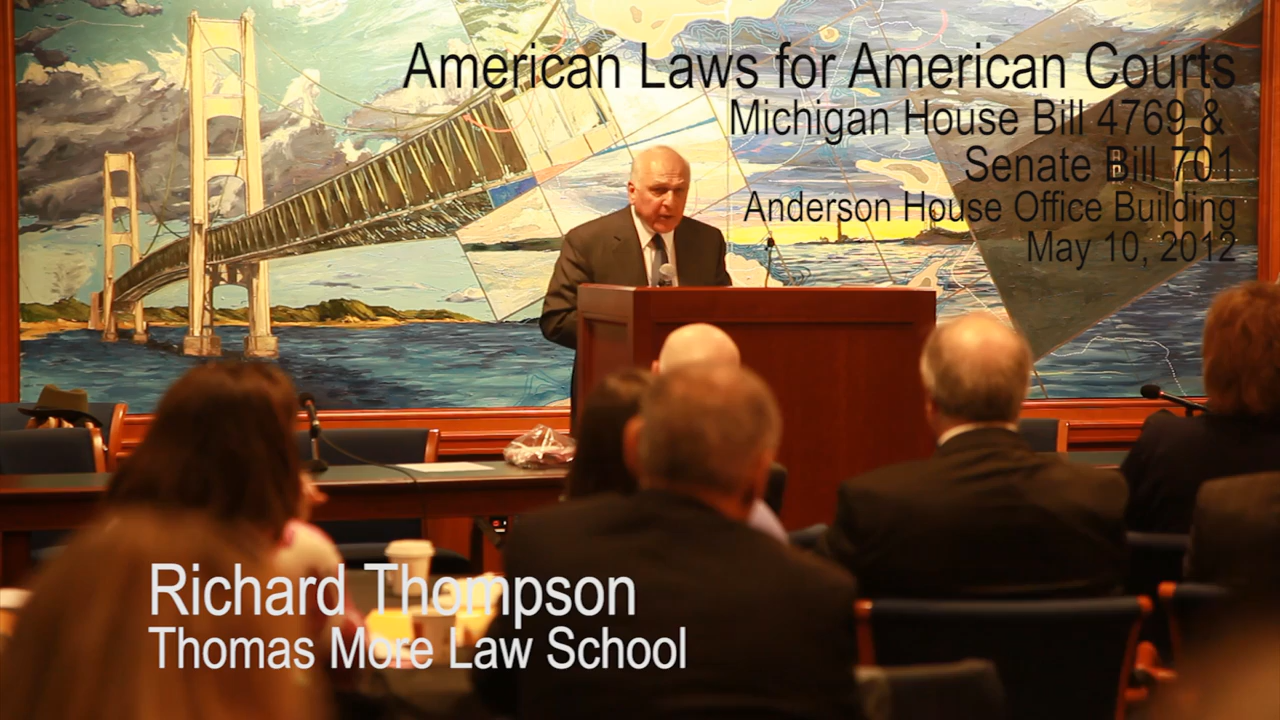 American Laws for American Courts
Michigan House Bill 4769 &
Senate Bill 701
Anderson House Office Building
May 10, 2012
Richard Thompson
Thomas More Law School